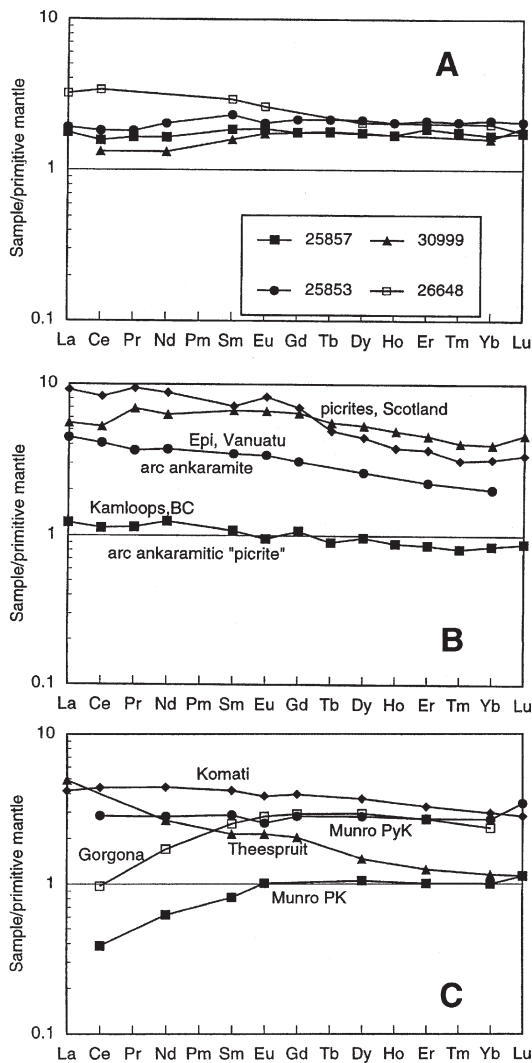 10
A
Sample/primitive mantle
1
25857
30999
25853
26648
0.1
La Ce Pr Nd Pm Sm Eu Gd Tb Dy Ho Er Tm Yb Lu
10
picrites, Scotland
Epi, Vanuatu
arc ankaramite
Sample/primitive mantle
Kamloops,BC
1
arc ankaramitic "picrite"
B
0.1
La Ce Pr Nd Pm Sm Eu Gd Tb Dy Ho Er Tm Yb Lu
10
Komati
Sample/primitive mantle
Munro PyK
Gorgona
Theespruit
1
Munro PK
C
0.1
La Ce Pr Nd Pm Sm Eu Gd Tb Dy Ho Er Tm Yb Lu